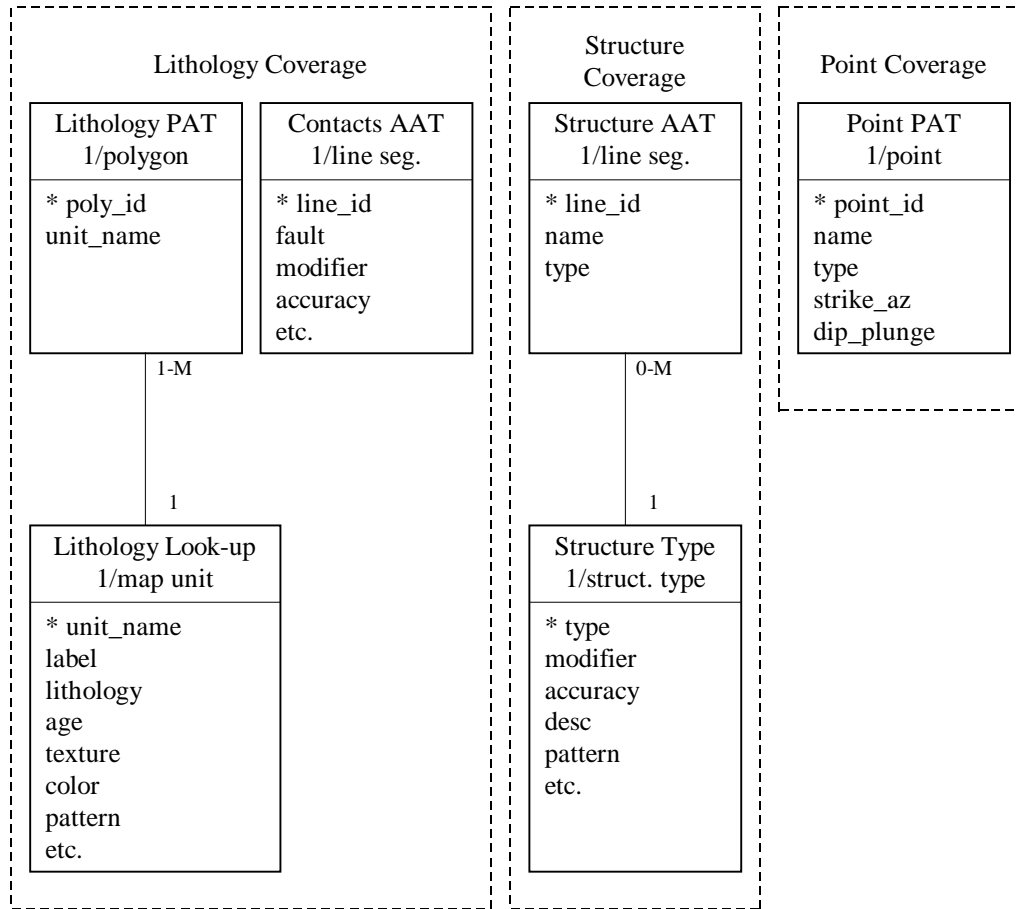 Lithology Coverage
Lithology PAT
1/polygon
* poly_id
unit_name
Contacts AAT
1/line seg.
* line_id
fault
modifier
accuracy
etc.
1-M
1
Lithology Look-up
1/map unit
* unit_name
label
lithology
age
texture
color
pattern
etc.
Structure
Coverage
Structure AAT
1/line seg.
* line_id
name
type
0-M
1
Structure Type
1/struct. type
* type
modifier
accuracy
desc
pattern
etc.
Point Coverage
Point PAT
1/point
* point_id
name
type
strike_az
dip_plunge